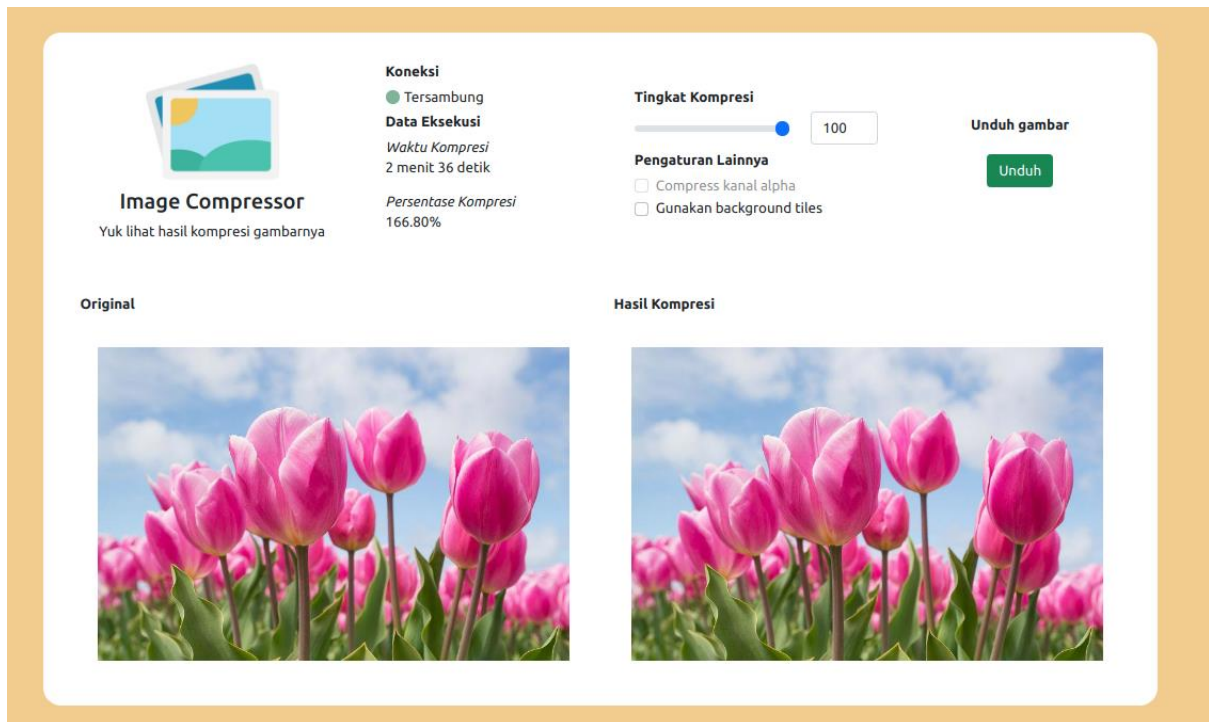 Image Compressor
Yuk lihat hasil kompresi gambarnya
Koneksi
Tersambung
Data Eksekusi
Waktu Kompresi
2 menit 36 detik
Persentase Kompresi
166.80%
Tingkat Kompresi
100
Pengaturan Lainnya
Compress kanal alpha
Gunakan background tiles
Unduh gambar
Unduh
Original
Hasil Kompresi